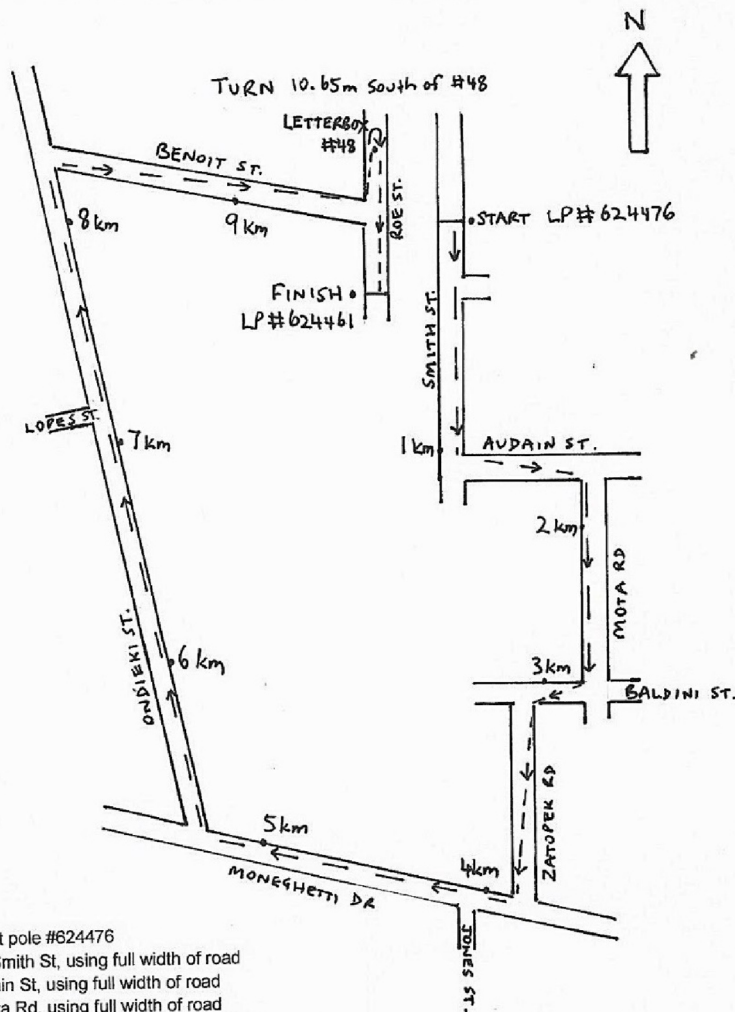 N
TURN 10.65m South of #48
LETTERBOX
#48
BENOIT ST.
ROE ST.
8km
9km
START LP# 624476
FINISH
LP# 624461
SMITH ST.
LOPES ST.
7km
1km
AUDAIN ST.
2km
MOTA RD
ONDIEKI ST.
6km
3km
BALDINI ST.
ZATOPEK RD
5km
4km
MONEGHETTI DR
JONES ST.
t pole #624476
Smith St, using full width of road
in St, using full width of road
a Rd, using full width of road